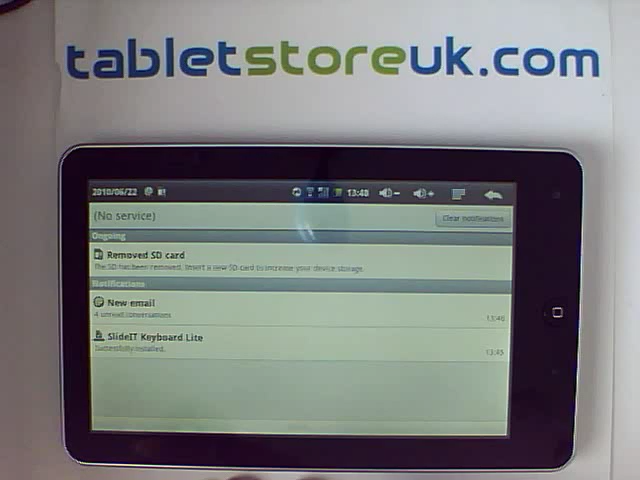 tabletstoreuk.com
2010/06/22 13:48
(No service) Clear notifications
Ongoing
Removed SD card
The SD has been removed. Insert a new SD card to increase your device storage.
Notifications
New email
4 unread conversations 13:46
SlideIT Keyboard Lite
Successfully installed. 13:45